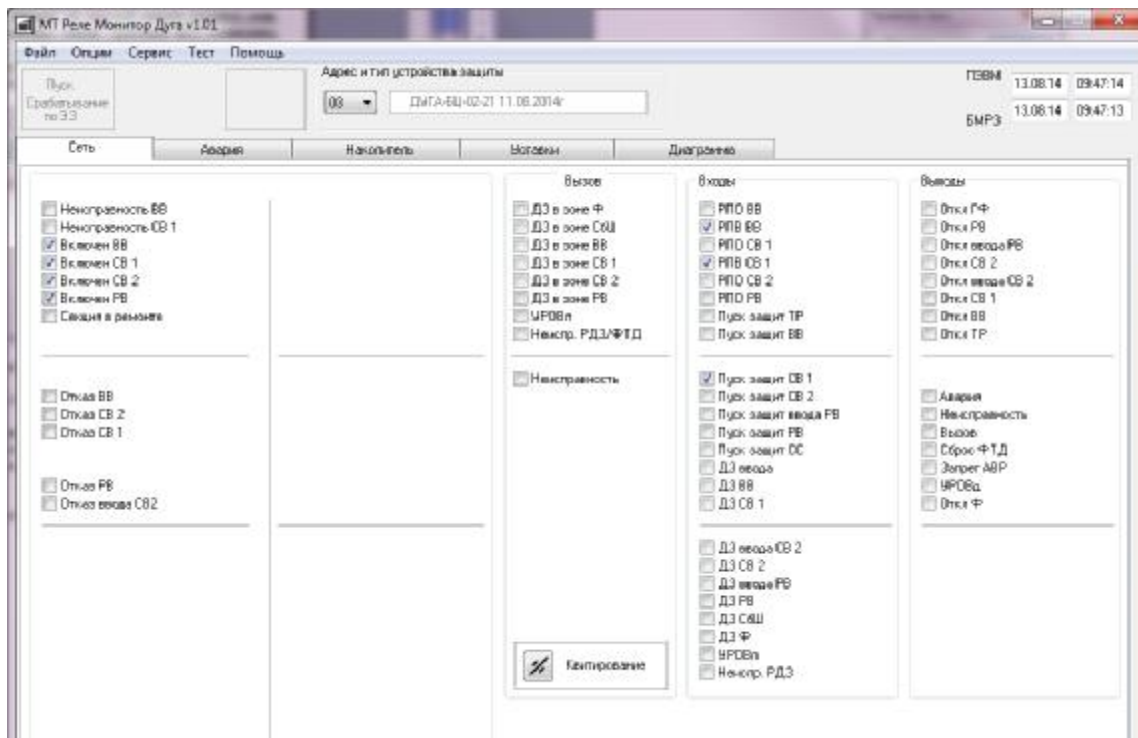 МТ Реле Монитор Дуга v1.01
Файл Опции Сервис Тест Помощь
Пуск
Срабатывание
по ЭЭ
Адрес и тип устройства защиты
ПЭВМ 13.08.14 09:47:14
ДУГА-БЦ-02-21 11.08.2014г
БМРЗ 13.08.14 09:47:13
Сеть Авария Накопитель Уставки Диаграмма
Неисправность ВВ
Неисправность СВ 1
Включен ВВ
Включен СВ 1
Включен СВ 2
Включен РВ
Секция в ремонте
Отказ ВВ
Отказ СВ 2
Отказ СВ 1
Отказ РВ
Отказ ввода СВ2
Вызов
ДЗ в зоне Ф
ДЗ в зоне СбШ
ДЗ в зоне ВВ
ДЗ в зоне СВ 1
ДЗ в зоне СВ 2
ДЗ в зоне РВ
УРОВп
Неиспр. РДЗ/ФТД
Неисправность
Квитирование
Входы
РПО ВВ
РПВ ВВ
РПО СВ 1
РПВ СВ 1
РПО СВ 2
РПО РВ
Пуск защит ТР
Пуск защит ВВ
Пуск защит СВ 1
Пуск защит СВ 2
Пуск защит ввода РВ
Пуск защит РВ
Пуск защит ОС
ДЗ ввода
ДЗ ВВ
ДЗ СВ 1
ДЗ ввода СВ 2
ДЗ СВ 2
ДЗ ввода РВ
ДЗ РВ
ДЗ СбШ
ДЗ Ф
УРОВп
Неиспр. РДЗ
Выводы
Откл ГФ
Откл РВ
Откл ввода РВ
Откл СВ 2
Откл ввода СВ 2
Откл СВ 1
Откл ВВ
Откл ТР
Авария
Неисправность
Вызов
Сброс ФТД
Запрет АВР
УРОВд
Откл Ф